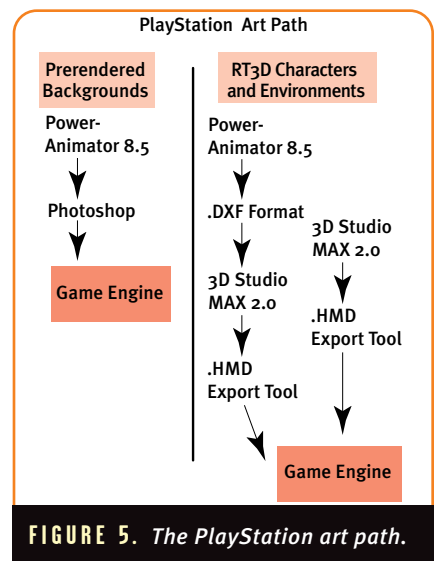 PlayStation Art Path
Prerendered
Backgrounds
Power-
Animator 8.5
Photoshop
Game Engine
RT3D Characters
and Environments
Power-
Animator 8.5
.DXF Format
3D Studio
MAX 2.0
.HMD
Export Tool
3D Studio
MAX 2.0
.HMD
Export Tool
Game Engine
FIGURE 5. The PlayStation art path.